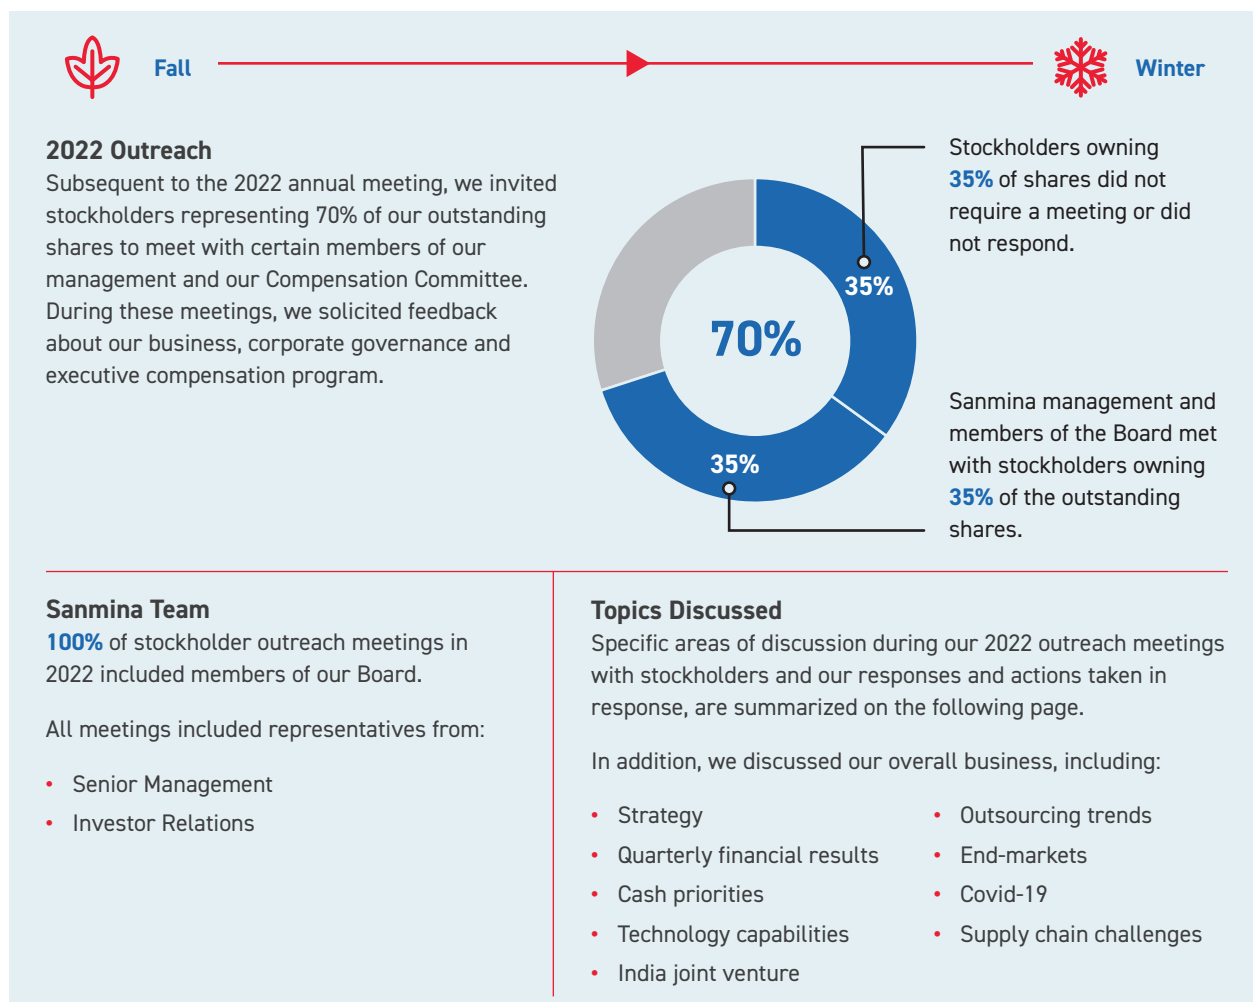 Fall
Winter
2022 Outreach
Subsequent to the 2022 annual meeting, we invited
stockholders representing 70% of our outstanding
shares to meet with certain members of our
management and our Compensation Committee.
During these meetings, we solicited feedback
about our business, corporate governance and
executive compensation program.
Stockholders owning
35% of shares did not
require a meeting or did
not respond.
35%
70%
35%
Sanmina management and
members of the Board met
with stockholders owning
35% of the outstanding
shares.
Sanmina Team
100% of stockholder outreach meetings in
2022 included members of our Board.
All meetings included representatives from:
• Senior Management
• Investor Relations
Topics Discussed
Specific areas of discussion during our 2022 outreach meetings
with stockholders and our responses and actions taken in
response, are summarized on the following page.
In addition, we discussed our overall business, including:
• Strategy
• Quarterly financial results
• Cash priorities
• Technology capabilities
• India joint venture
• Outsourcing trends
• End-markets
• Covid-19
• Supply chain challenges